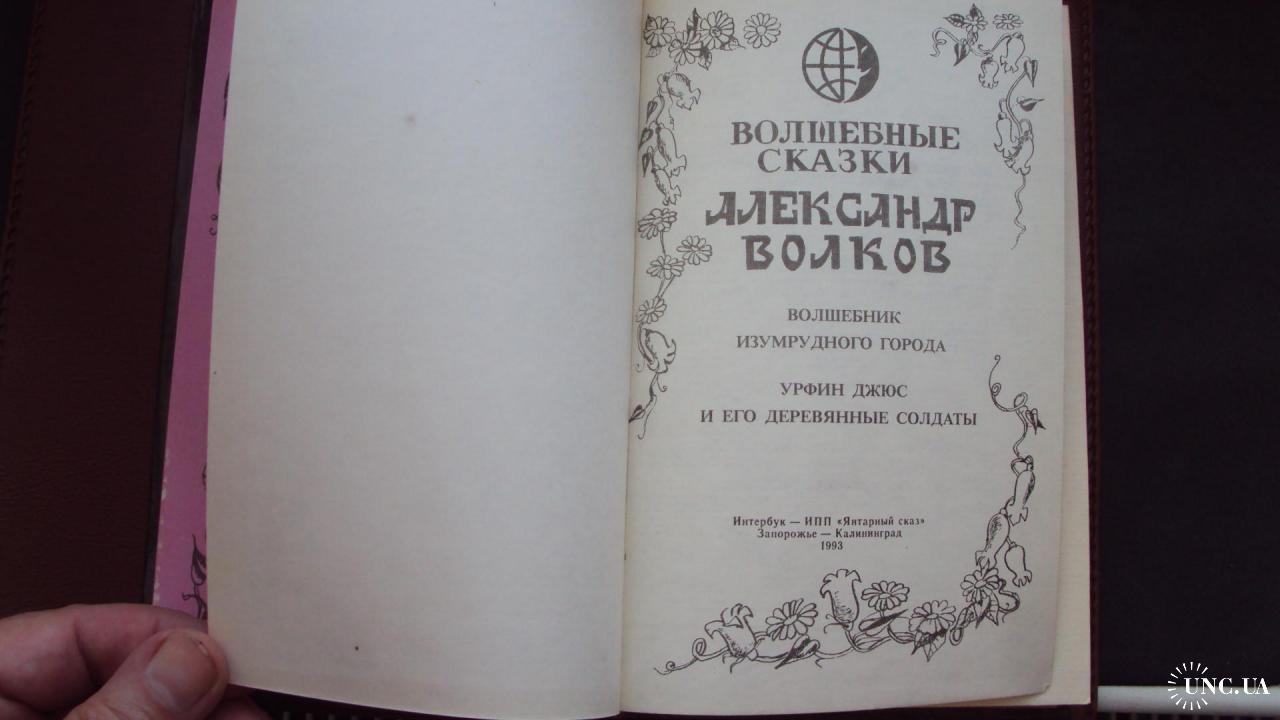 ВОЛШЕБНЫЕ
СКАЗКИ
АЛЕКСАНДР
ВОЛКОВ
ВОЛШЕБНИК
ИЗУМРУДНОГО ГОРОДА
УРФИН ДЖЮС
И ЕГО ДЕРЕВЯННЫЕ СОЛДАТЫ
Интербук — ИПП «Янтарный сказ»
Запорожье — Калининград
1993
UNC.UA